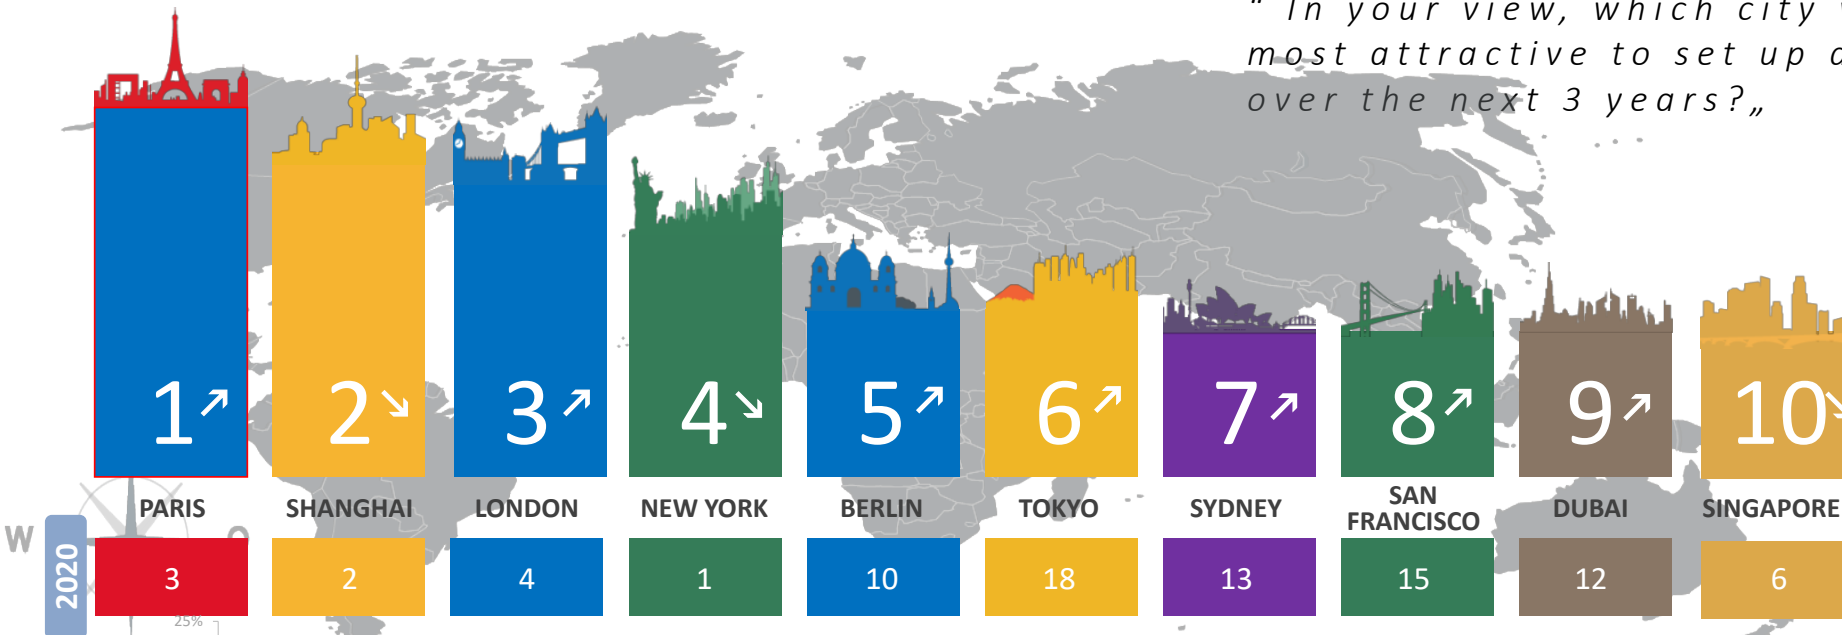 " In your view, which city
most attractive to set up
over the next 3 years?„
1 2 3 4 5 6 7 8 9 10
PARIS SHANGHAI LONDON NEW YORK BERLIN TOKYO SYDNEY SAN FRANCISCO DUBAI SINGAPORE
W O
2020 3 2 4 1 10 18 13 15 12 6
25%